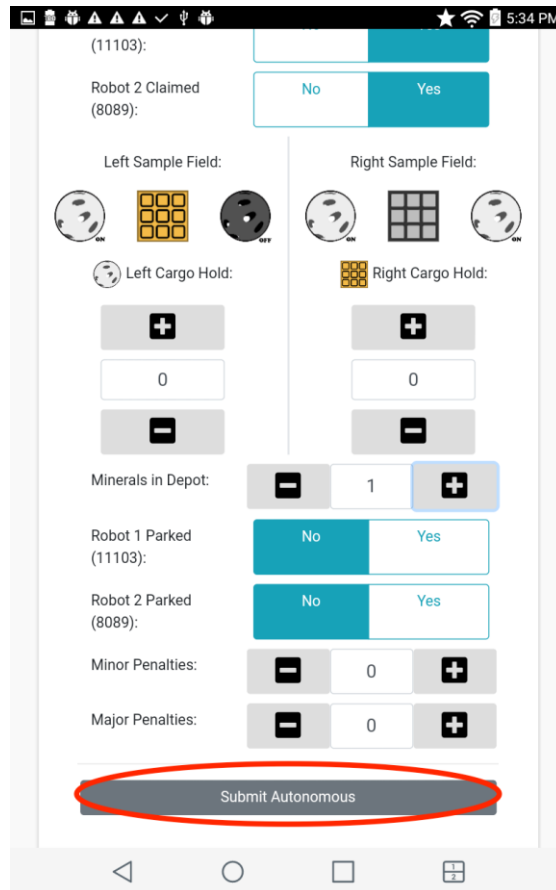 5:34 PM
(11103):
Robot 2 Claimed
(8089):
No
Yes
Left Sample Field:
Right Sample Field:
ON
OFF
ON
ON
Left Cargo Hold:
Right Cargo Hold:
0
0
Minerals in Depot:
1
Robot 1 Parked
(11103):
No
Yes
Robot 2 Parked
(8089):
No
Yes
Minor Penalties:
0
Major Penalties:
0
Submit Autonomous
1
2